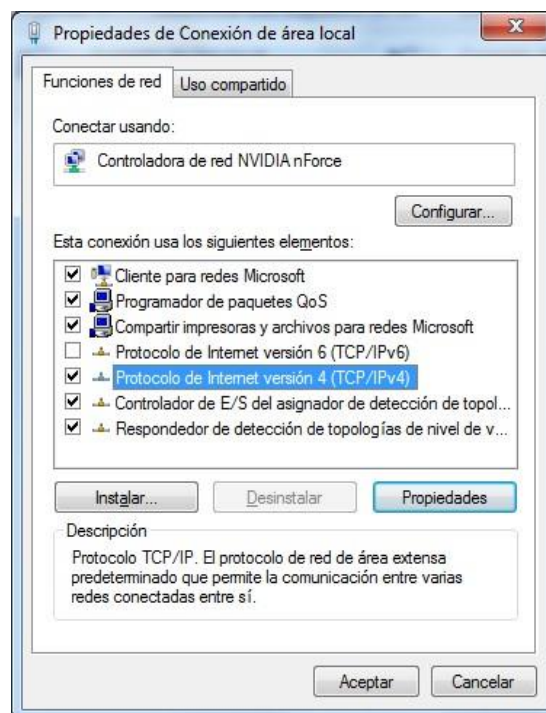 Propiedades de Conexión de área local
Funciones de red
Uso compartido
Conectar usando:
Controladora de red NVIDIA nForce
Configurar...
Esta conexión usa los siguientes elementos:
Cliente para redes Microsoft
Programador de paquetes QoS
Compartir impresoras y archivos para redes Microsoft
Protocolo de Internet versión 6 (TCP/IPv6)
Protocolo de Internet versión 4 (TCP/IPv4)
Controlador de E/S del asignador de detección de topol...
Respondedor de detección de topologías de nivel de v...
Instalar...
Desinstalar
Propiedades
Descripción
Protocolo TCP/IP. El protocolo de red de área extensa
predeterminado que permite la comunicación entre varias
redes conectadas entre sí.
Aceptar
Cancelar